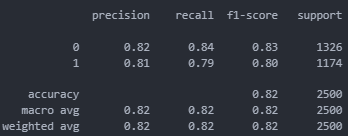 precision recall f1-score support
0 0.82 0.84 0.83 1326
1 0.81 0.79 0.80 1174
accuracy 0.82 2500
macro avg 0.82 0.82 0.82 2500
weighted avg 0.82 0.82 0.82 2500